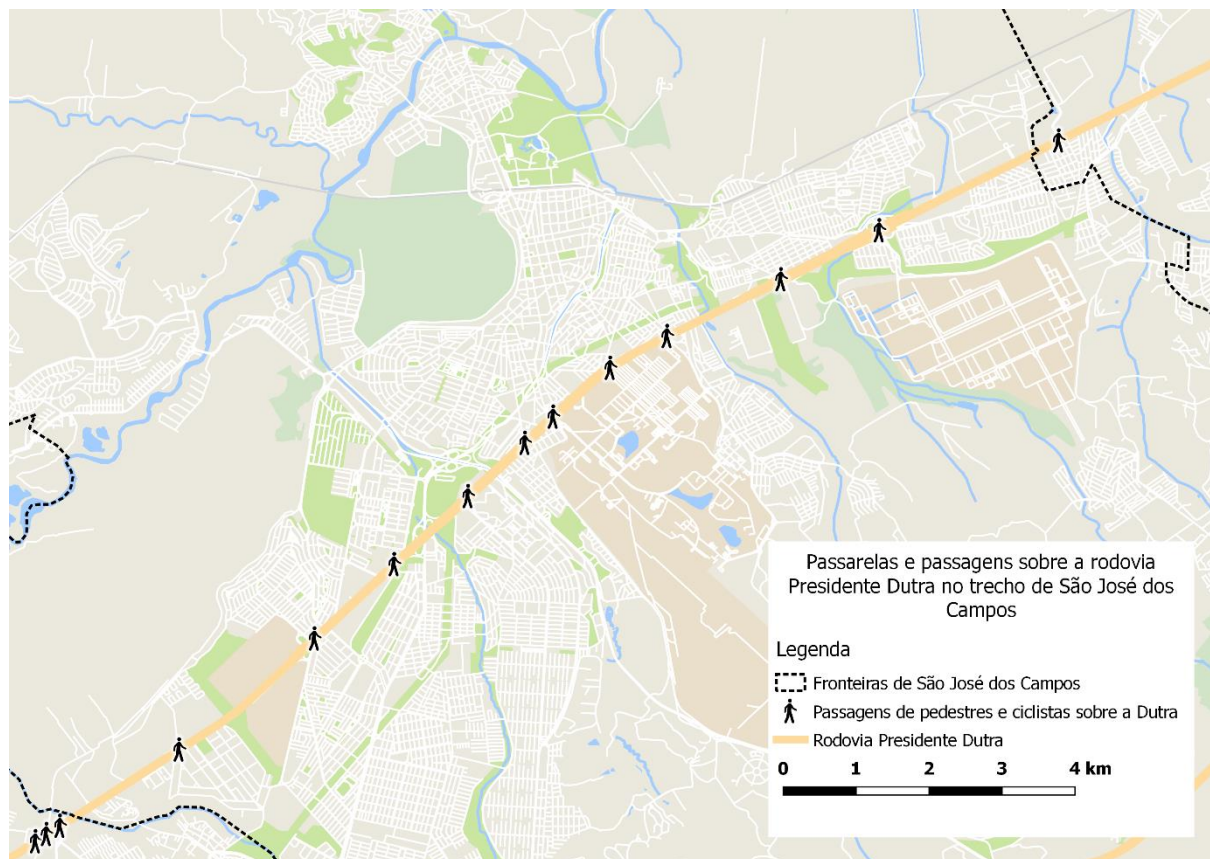 Passarelas e passagens sobre a rodovia
Presidente Dutra no trecho de São José dos
Campos
Legenda
Fronteiras de São José dos Campos
Passagens de pedestres e ciclistas sobre a Dutra
Rodovia Presidente Dutra
0 1 2 3 4 km